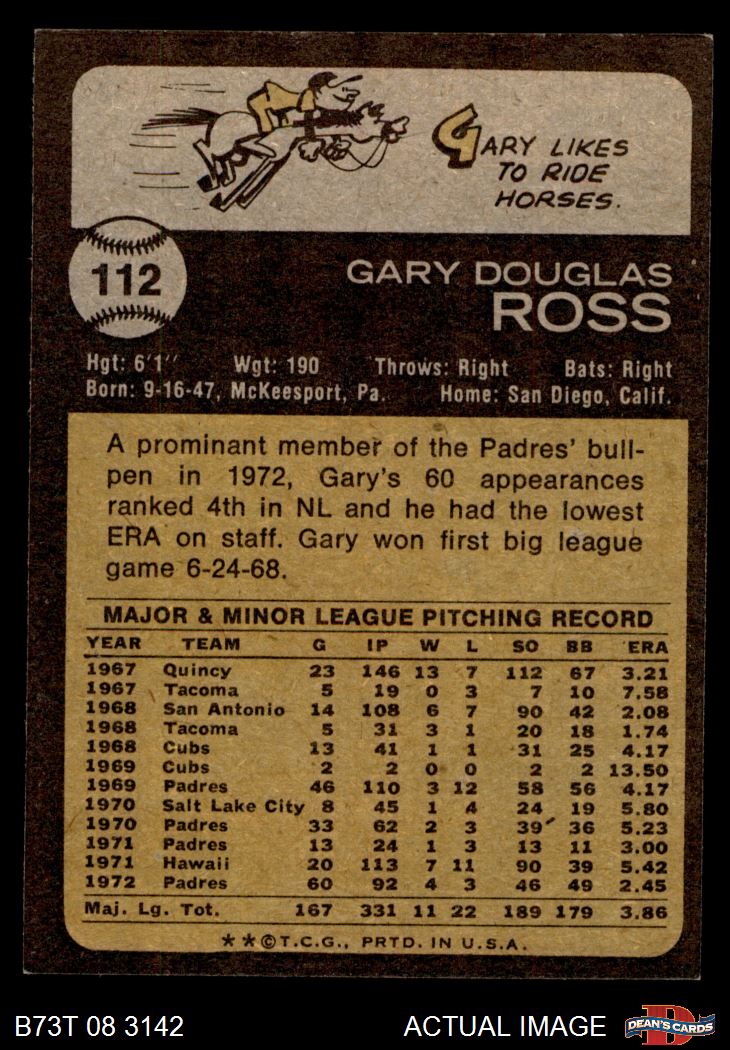 GARY LIKES
TO RIDE
HORSES.
112
GARY DOUGLAS
ROSS
Hgt: 6'1'' Wgt: 190 Throws: Right Bats: Right
Born: 9-16-47, McKeesport, Pa. Home: San Diego, Calif.
A prominant member of the Padres' bull-
pen in 1972, Gary's 60 appearances
ranked 4th in NL and he had the lowest
ERA on staff. Gary won first big league
game 6-24-68.
MAJOR & MINOR LEAGUE PITCHING RECORD
YEAR TEAM G IP W L SO BB ERA
1967 Quincy 23 146 13 7 112 67 3.21
1967 Tacoma 5 19 0 3 7 10 7.58
1968 San Antonio 14 108 6 7 90 42 2.08
1968 Tacoma 5 31 3 1 20 18 1.74
1968 Cubs 13 41 1 1 31 25 4.17
1969 Cubs 2 2 0 0 2 2 13.50
1969 Padres 46 110 3 12 58 56 4.17
1970 Salt Lake City 8 45 1 4 24 19 5.80
1970 Padres 33 62 2 3 39 36 5.23
1971 Padres 13 24 1 3 13 11 3.00
1971 Hawaii 20 113 7 11 90 39 5.42
1972 Padres 60 92 4 3 46 49 2.45
Maj. Lg. Tot. 167 331 11 22 189 179 3.86
**©T.C.G., PRTD. IN U.S.A.
B73T 08 3142 ACTUAL IMAGE D DEAN'S CARDS